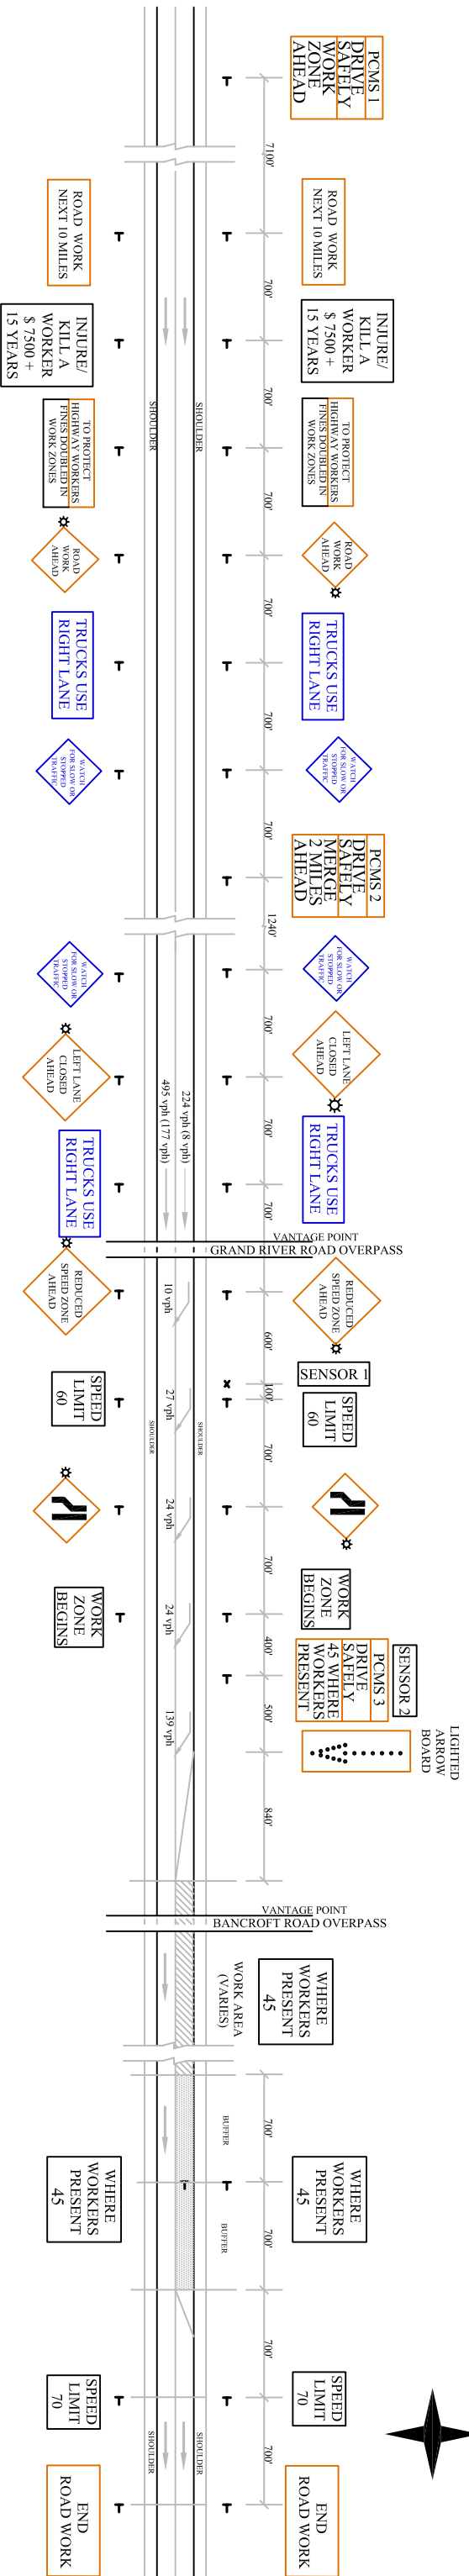 PCMS 1
DRIVE
SAFELY
WORK
ZONE
AHEAD
7100'
ROAD WORK
NEXT 10 MILES
ROAD WORK
NEXT 10 MILES
700'
INJURE/
KILL A
WORKER
$ 7500 +
15 YEARS
INJURE/
KILL A
WORKER
$ 7500 +
15 YEARS
700'
SHOULDER
SHOULDER
TO PROTECT
HIGHWAY WORKERS
FINES DOUBLED IN
WORK ZONES
TO PROTECT
HIGHWAY WORKERS
FINES DOUBLED IN
WORK ZONES
700'
ROAD
WORK
AHEAD
ROAD
WORK
AHEAD
700'
TRUCKS USE
RIGHT LANE
TRUCKS USE
RIGHT LANE
700'
WATCH
FOR SLOW OR
STOPPED
TRAFFIC
WATCH
FOR SLOW OR
STOPPED
TRAFFIC
700'
PCMS 2
DRIVE
SAFELY
MERGE
2 MILES
AHEAD
1240'
WATCH
FOR SLOW OR
STOPPED
TRAFFIC
WATCH
FOR SLOW OR
STOPPED
TRAFFIC
700'
LEFT LANE
CLOSED
AHEAD
LEFT LANE
CLOSED
AHEAD
224 vph (8 vph)
495 vph (177 vph)
700'
TRUCKS USE
RIGHT LANE
TRUCKS USE
RIGHT LANE
700'
VANTAGE POINT
GRAND RIVER ROAD OVERPASS
REDUCED
SPEED ZONE
AHEAD
REDUCED
SPEED ZONE
AHEAD
10 vph
600'
SENSOR 1
100'
SPEED
LIMIT
60
SPEED
LIMIT
60
27 vph
SHOULDER
SHOULDER
700'
24 vph
700'
WORK
ZONE
BEGINS
WORK
ZONE
BEGINS
24 vph
400'
SENSOR 2
PCMS 3
DRIVE
SAFELY
45 WHERE
WORKERS
PRESENT
500'
139 vph
LIGHTED
ARROW
BOARD
840'
VANTAGE POINT
BANCROFT ROAD OVERPASS
WHERE
WORKERS
PRESENT
45
WORK AREA
(VARIES)
700'
BUFFER
WHERE
WORKERS
PRESENT
45
WHERE
WORKERS
PRESENT
45
700'
BUFFER
700'
SPEED
LIMIT
70
SPEED
LIMIT
70
700'
SHOULDER
SHOULDER
END
ROAD WORK
END
ROAD WORK